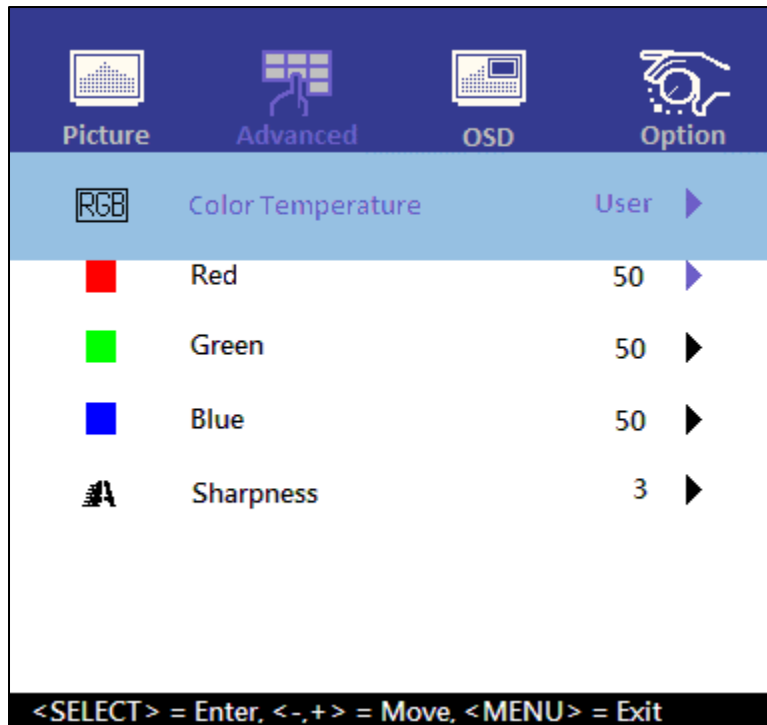 Picture Advanced OSD Option
RGB Color Temperature User
Red 50
Green 50
Blue 50
Sharpness 3
<SELECT> = Enter, <-,+> = Move, <MENU> = Exit